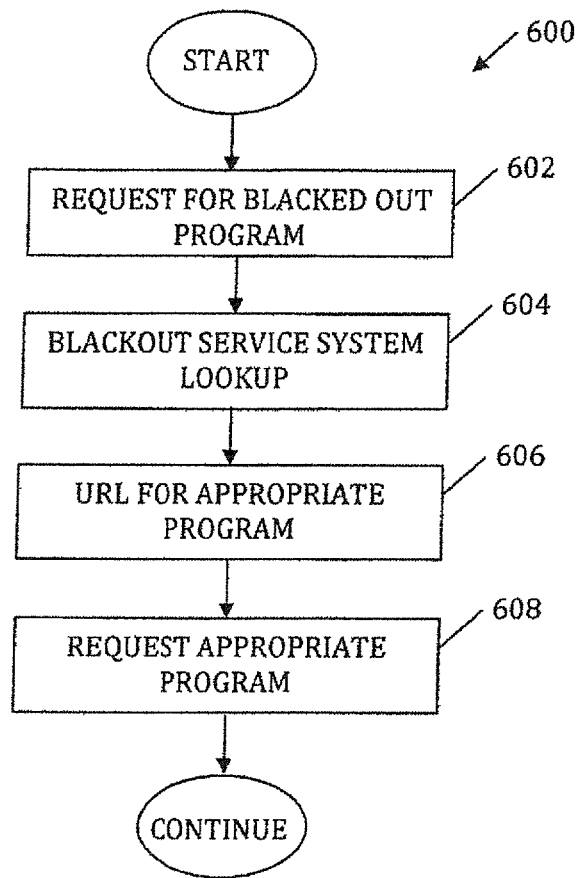 600
START
602
REQUEST FOR BLACKED OUT
PROGRAM
604
BLACKOUT SERVICE SYSTEM
LOOKUP
606
URL FOR APPROPRIATE
PROGRAM
608
REQUEST APPROPRIATE
PROGRAM
CONTINUE